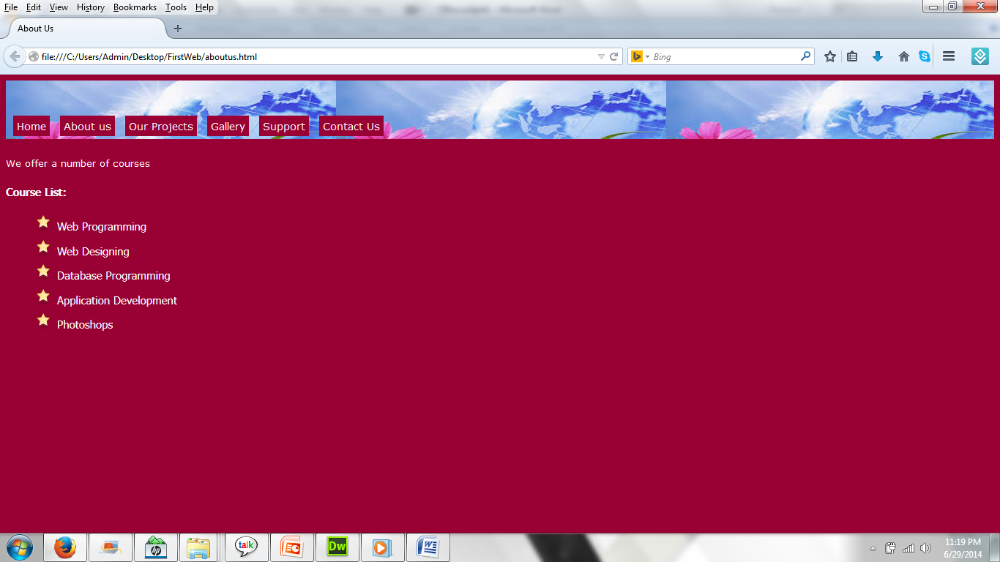 File Edit View History Bookmarks Tools Help
About Us
file:///C:/Users/Admin/Desktop/FirstWeb/aboutus.html
Bing
Home About us Our Projects Gallery Support Contact Us
We offer a number of courses
Course List:
Web Programming
Web Designing
Database Programming
Application Development
Photoshops
hp
talk
Dw
11:19 PM
6/29/2014